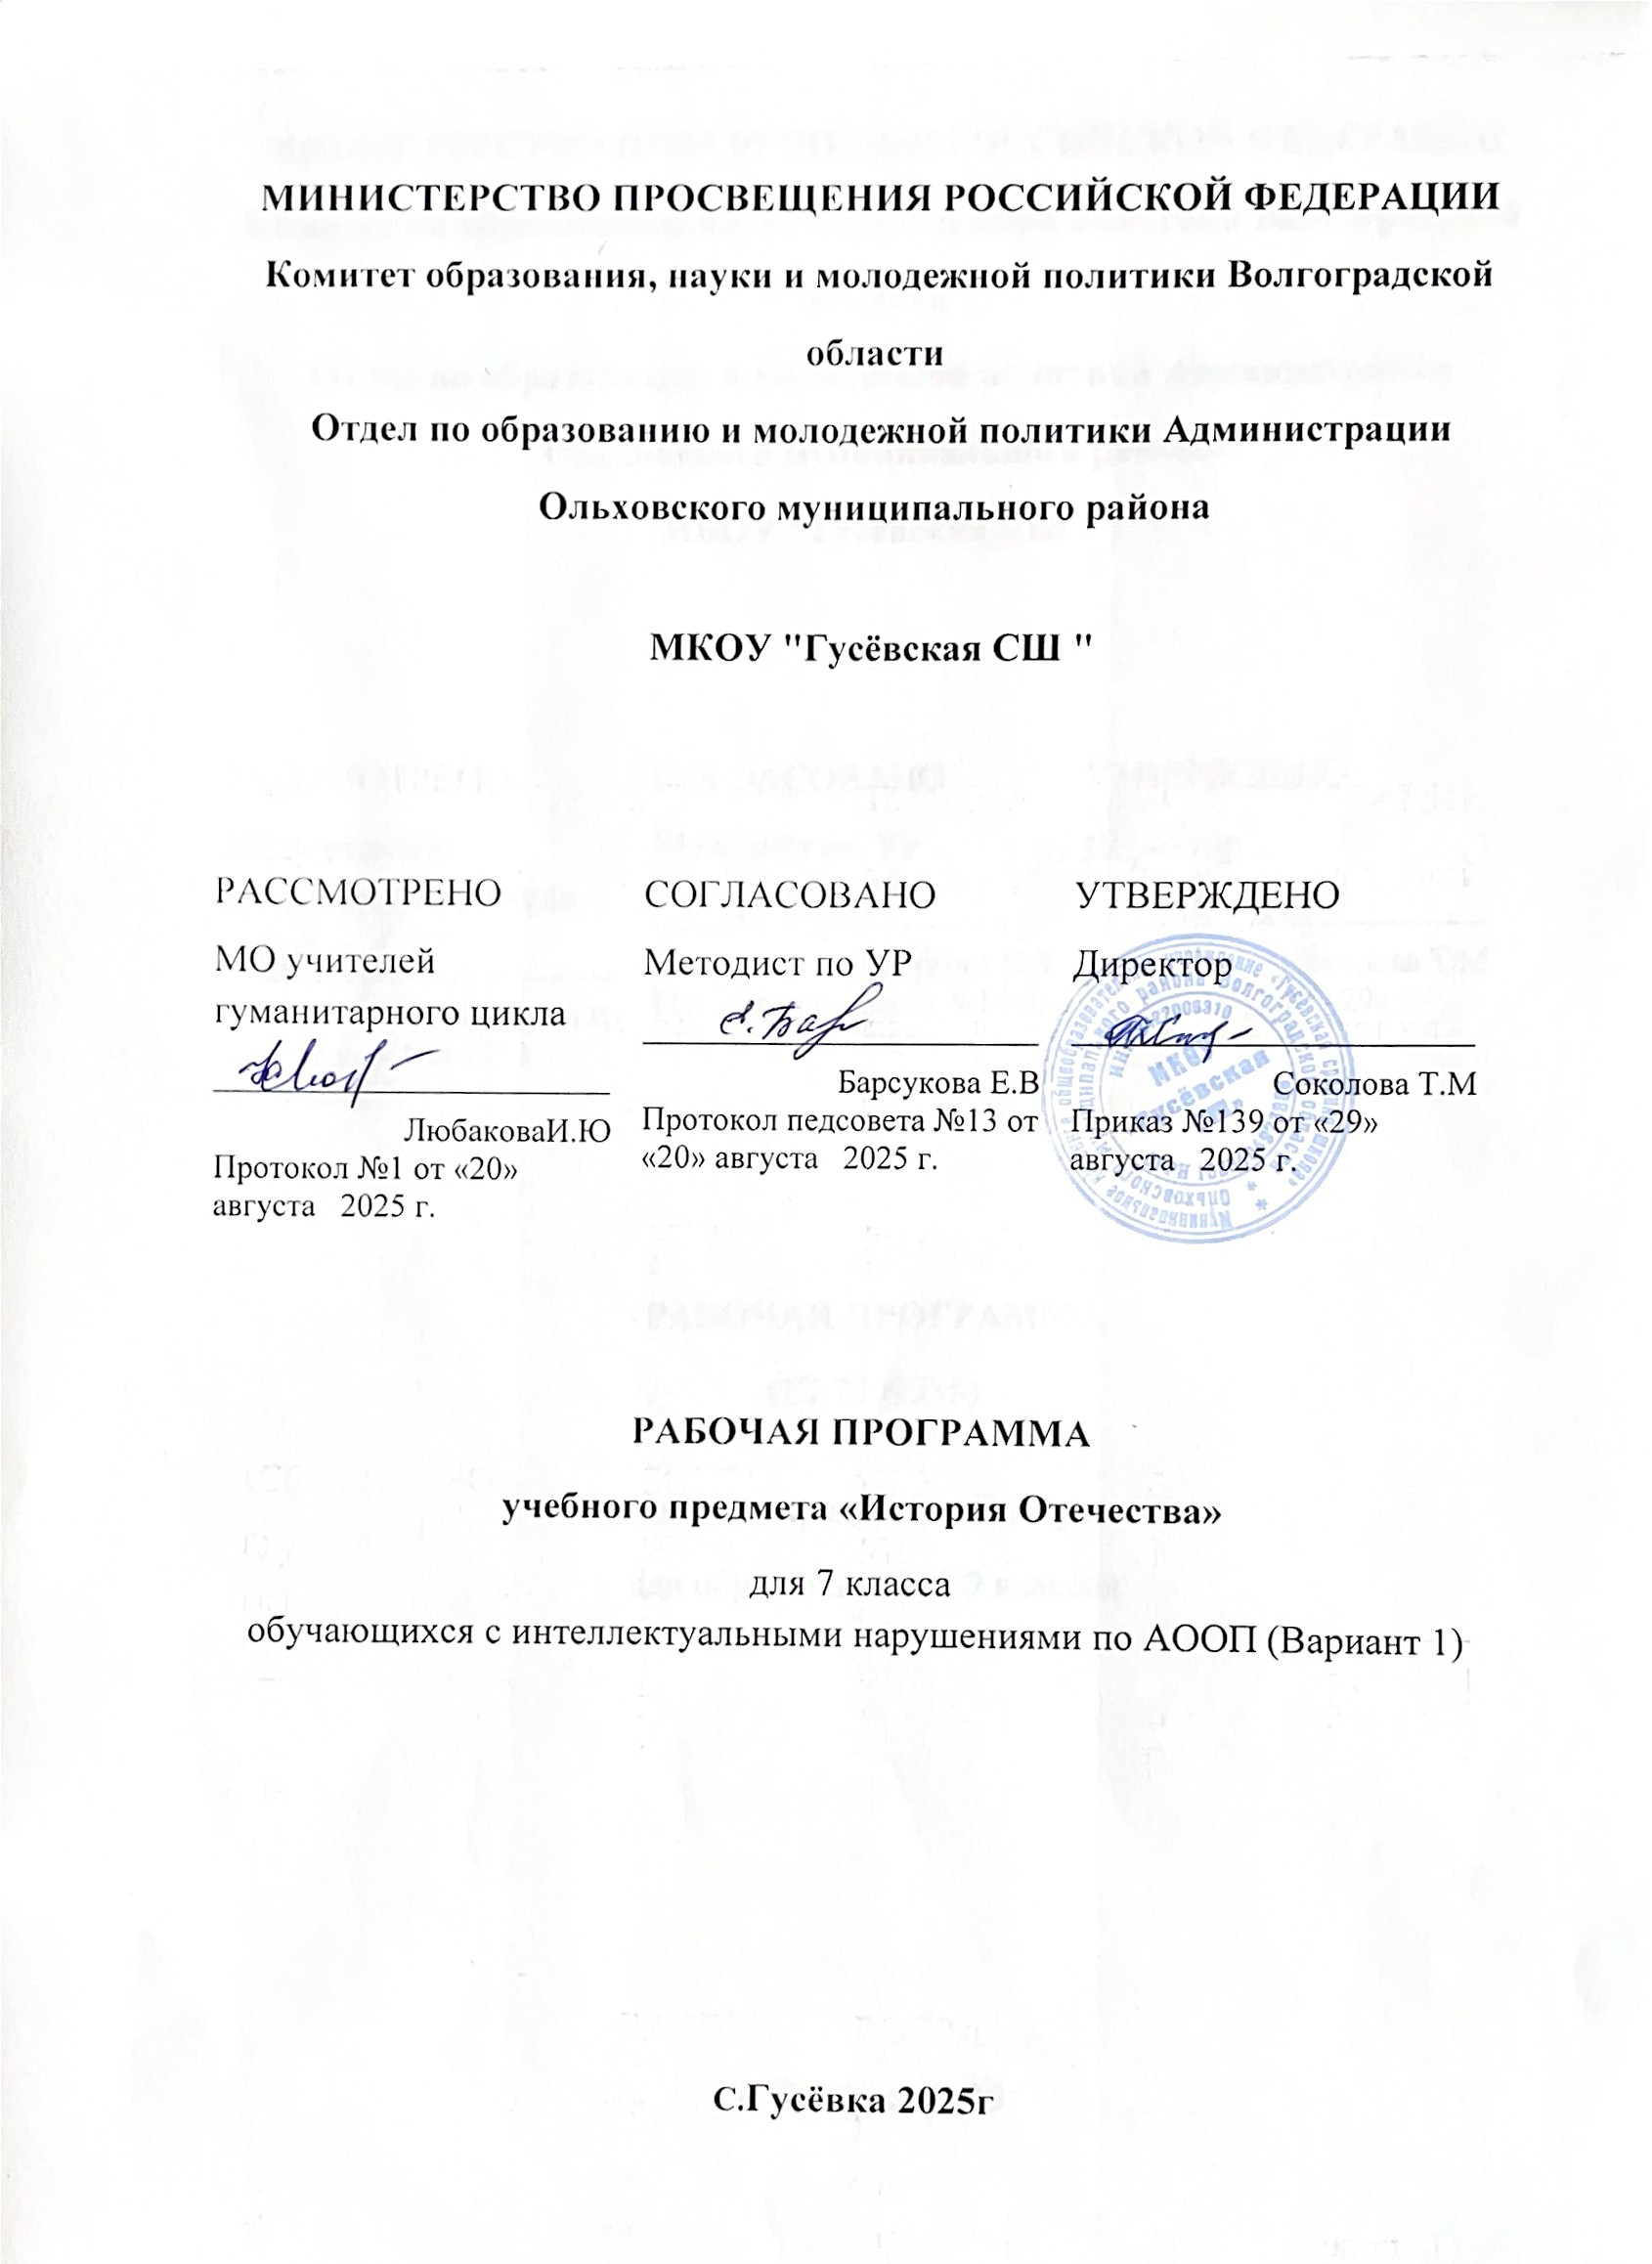 МИНИСТЕРСТВО ПРОСВЕЩЕНИЯ РОССИЙСКОЙ ФЕДЕРАЦИИ
Комитет образования, науки и молодежной политики Волгоградской
области
Отдел по образованию и молодежной политики Администрации
Ольховского муниципального района
МКОУ "Гусёвская СШ "
РАССМОТРЕНО
МО учителей
гуманитарного цикла
ЛюбаковаИ.Ю
Протокол №1 от «20»
августа 2025 г.
СОГЛАСОВАНО
Методист по УР
Барсукова Е.В
Протокол педсовета №13 от
«20» августа 2025 г.
УТВЕРЖДЕНО
Директор
Соколова Т.М
Приказ №139 от «29»
августа 2025 г.
МКОУ
Гусёвская
РАБОЧАЯ ПРОГРАММА
учебного предмета «История Отечества»
для 7 класса
обучающихся с интеллектуальными нарушениями по АООП (Вариант 1)
С.Гусёвка 2025г